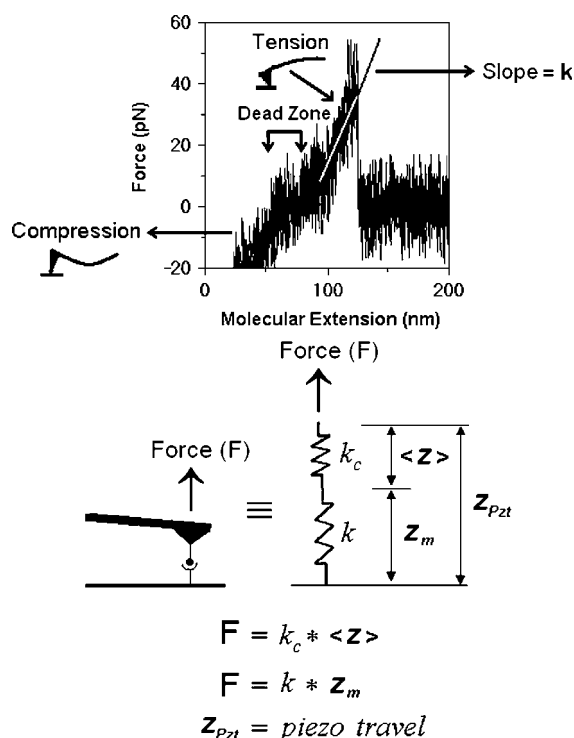 60
Tension
Slope = k
40
Dead Zone
Force (pN)
20
0
Compression
-20
0 100 200
Molecular Extension (nm)
Force (F)
Force (F)
k_c <z>
≡
z_Pzt
k z_m
F = k_c * <z>
F = k * z_m
z_Pzt = piezo travel